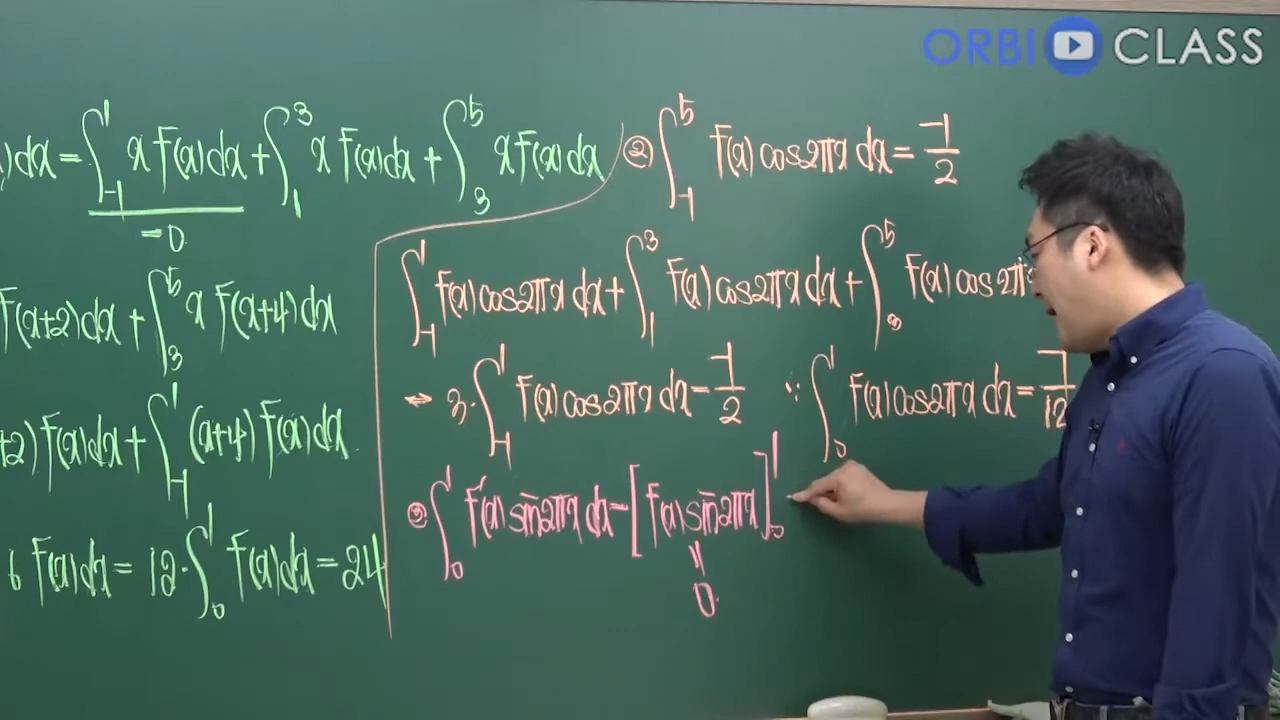 ORBI CLASS
)dx = ∫_{-1}^{1} x f(x) dx + ∫_{1}^{3} x f(x) dx + ∫_{3}^{5} x f(x) dx
= 0
f(x+2) dx + ∫_{3}^{5} x f(x+4) dx
+2) f(x) dx + ∫_{-1}^{1} (x+4) f(x) dx
6 f(x) dx = 12 · ∫_{0}^{1} f(x) dx = 24
② ∫_{-1}^{5} f(x) cos2πx dx = -1/2
∫_{-1}^{1} f(x) cos2πx dx + ∫_{1}^{3} f(x) cos2πx dx + ∫_{3}^{5} f(x) cos2π
⇔ 3 · ∫_{-1}^{1} f(x) cos2πx dx = -1/2 ∵ ∫_{0}^{1} f(x) cos2πx dx = -1/12
③ ∫_{0}^{1} f'(x) sin2πx dx = [f(x) sin2πx]_{0}^{1}
"
0.